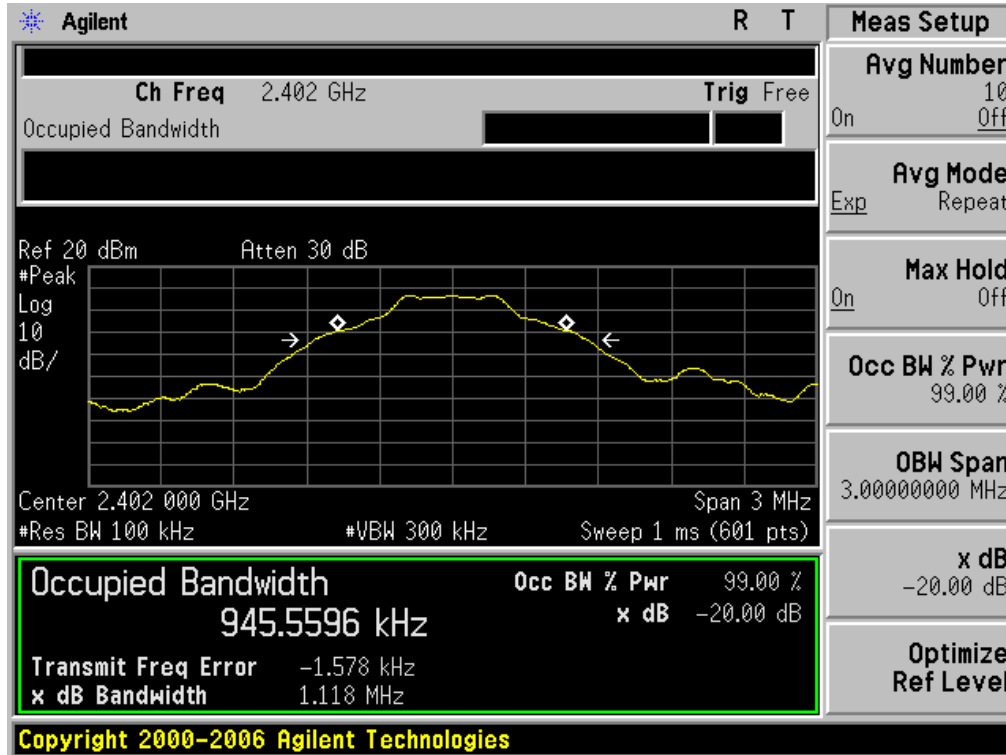 Agilent R T
Ch Freq 2.402 GHz Trig Free
Occupied Bandwidth
Ref 20 dBm Atten 30 dB
#Peak
Log
10
dB/
Center 2.402 000 GHz Span 3 MHz
#Res BW 100 kHz #VBW 300 kHz Sweep 1 ms (601 pts)
Occupied Bandwidth Occ BW % Pwr 99.00 %
945.5596 kHz x dB -20.00 dB
Transmit Freq Error -1.578 kHz
x dB Bandwidth 1.118 MHz
Copyright 2000-2006 Agilent Technologies
Meas Setup
Avg Number
10
On Off
Avg Mode
Exp Repeat
Max Hold
On Off
Occ BW % Pwr
99.00 %
OBW Span
3.00000000 MHz
x dB
-20.00 dB
Optimize
Ref Level